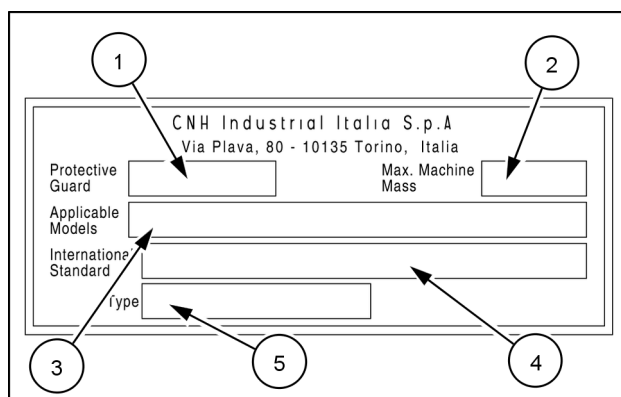 1
2
CNH Industrial Italia S.p.A
Via Plava, 80 - 10135 Torino, Italia
Protective
Guard
Max. Machine
Mass
Applicable
Models
International
Standard
Type
3
5
4